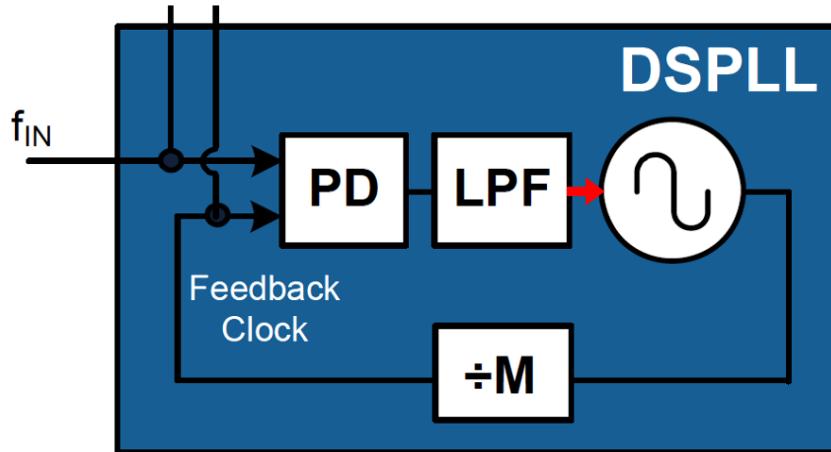 DSPLL
fIN
PD
LPF
Feedback
Clock
÷M